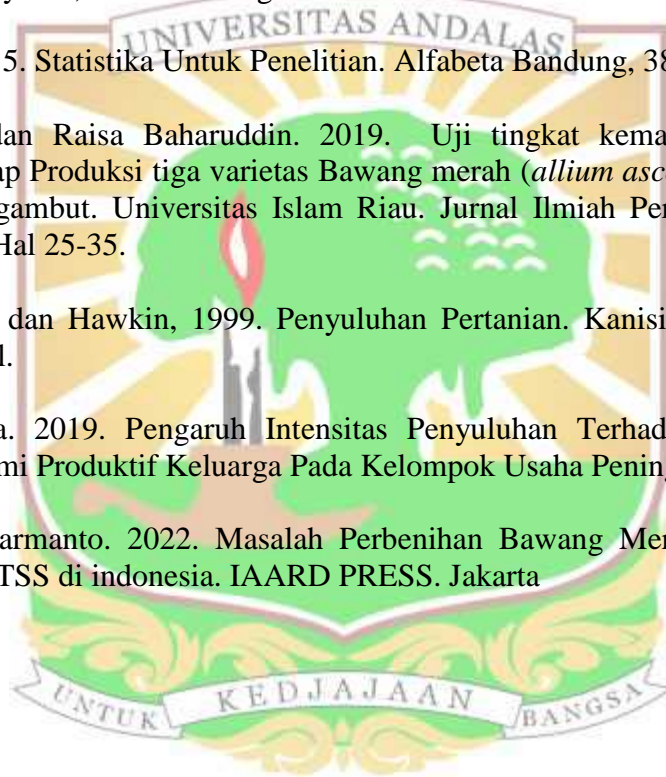 UNIVERSITAS ANDALAS
5. Statistika Untuk Penelitian. Alfabeta Bandung, 38
dan Raisa Baharuddin. 2019. Uji tingkat kema
ap Produksi tiga varietas Bawang merah (allium asc
gambut. Universitas Islam Riau. Jurnal Ilmiah Per
Hal 25-35.
dan Hawkin, 1999. Penyuluhan Pertanian. Kanisi
l.
a. 2019. Pengaruh Intensitas Penyuluhan Terhad
mi Produktif Keluarga Pada Kelompok Usaha Pening
armanto. 2022. Masalah Perbenihan Bawang Mer
TSS di indonesia. IAARD PRESS. Jakarta
UNTUK KEDJAJAAN BANGSA